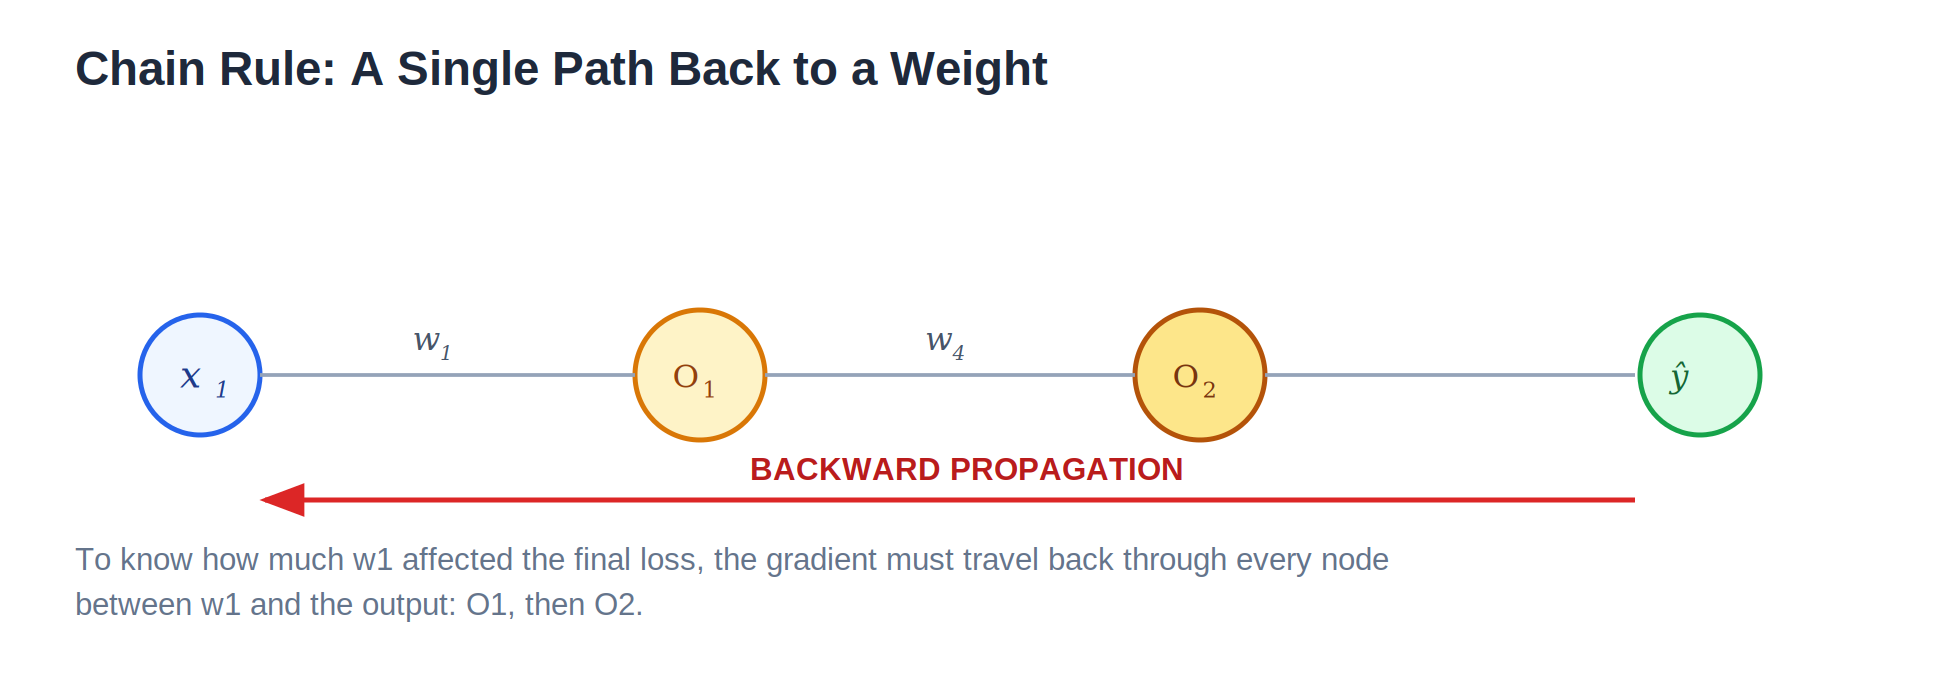 Chain Rule: A Single Path Back to a Weight
w₁
w₄
x ₁
O₁
O₂
ŷ
BACKWARD PROPAGATION
To know how much w1 affected the final loss, the gradient must travel back through every node
between w1 and the output: O1, then O2.